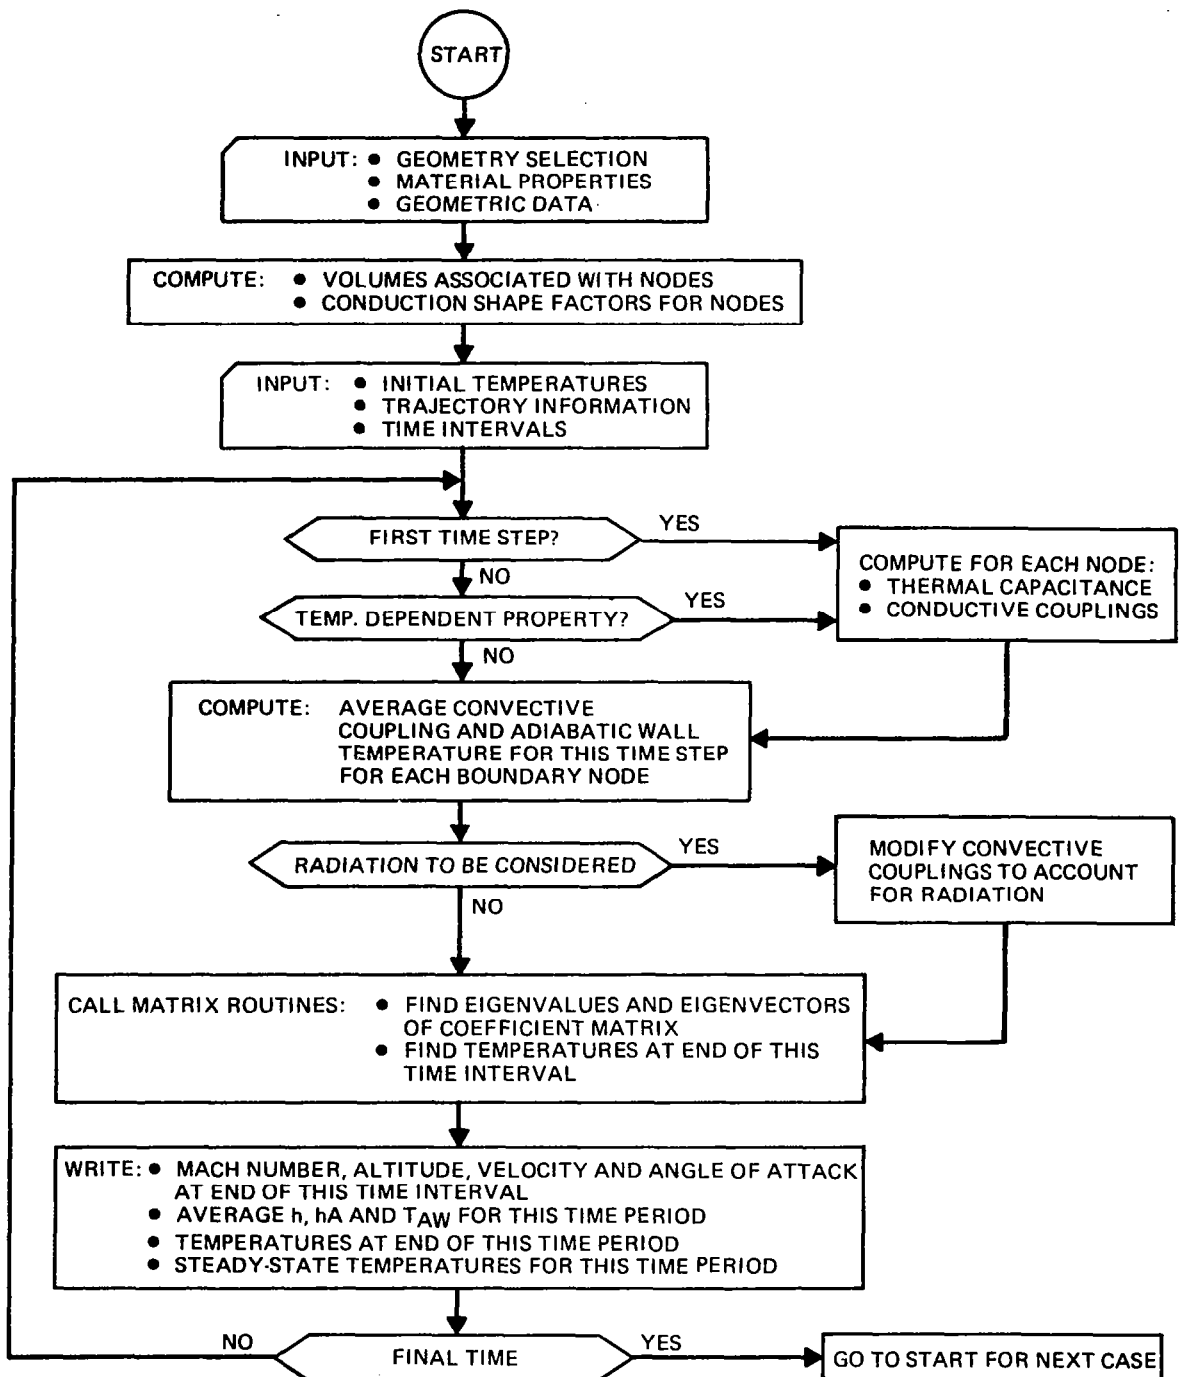 START
INPUT: ● GEOMETRY SELECTION
● MATERIAL PROPERTIES
● GEOMETRIC DATA
COMPUTE: ● VOLUMES ASSOCIATED WITH NODES
● CONDUCTION SHAPE FACTORS FOR NODES
INPUT: ● INITIAL TEMPERATURES
● TRAJECTORY INFORMATION
● TIME INTERVALS
FIRST TIME STEP?
YES
NO
COMPUTE FOR EACH NODE:
● THERMAL CAPACITANCE
● CONDUCTIVE COUPLINGS
TEMP. DEPENDENT PROPERTY?
YES
NO
COMPUTE: AVERAGE CONVECTIVE
COUPLING AND ADIABATIC WALL
TEMPERATURE FOR THIS TIME STEP
FOR EACH BOUNDARY NODE
RADIATION TO BE CONSIDERED
YES
NO
MODIFY CONVECTIVE
COUPLINGS TO ACCOUNT
FOR RADIATION
CALL MATRIX ROUTINES: ● FIND EIGENVALUES AND EIGENVECTORS
OF COEFFICIENT MATRIX
● FIND TEMPERATURES AT END OF THIS
TIME INTERVAL
WRITE: ● MACH NUMBER, ALTITUDE, VELOCITY AND ANGLE OF ATTACK
AT END OF THIS TIME INTERVAL
● AVERAGE h, hA AND TAW FOR THIS TIME PERIOD
● TEMPERATURES AT END OF THIS TIME PERIOD
● STEADY-STATE TEMPERATURES FOR THIS TIME PERIOD
NO
FINAL TIME
YES
GO TO START FOR NEXT CASE